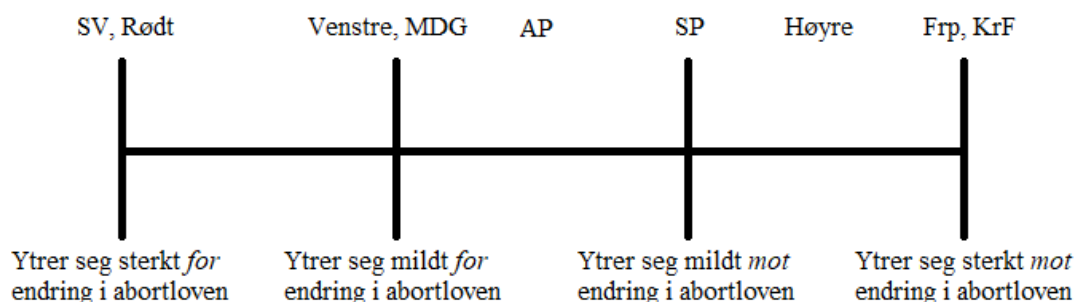 SV, Rødt Venstre, MDG AP SP Høyre Frp, KrF
Ytrer seg sterkt for
endring i abortloven
Ytrer seg mildt for
endring i abortloven
Ytrer seg mildt mot
endring i abortloven
Ytrer seg sterkt mot
endring i abortloven